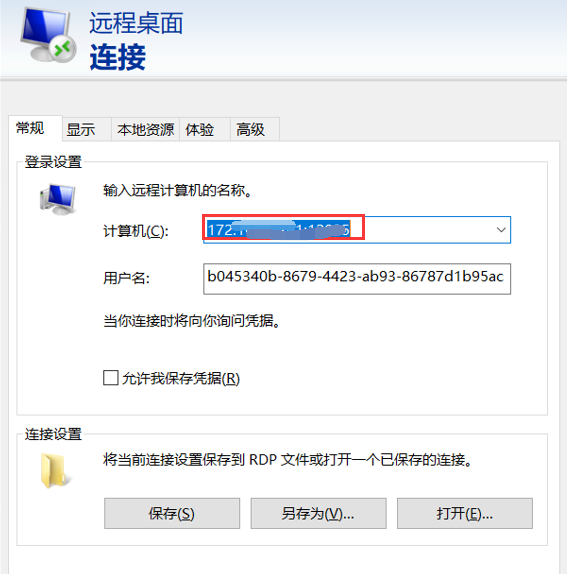 远程桌面
连接
常规 显示 本地资源 体验 高级
登录设置
输入远程计算机的名称。
计算机(C):
用户名: b045340b-8679-4423-ab93-86787d1b95ac
当你连接时将向你询问凭据。
允许我保存凭据(R)
连接设置
将当前连接设置保存到 RDP 文件或打开一个已保存的连接。
保存(S) 另存为(V)... 打开(E)...